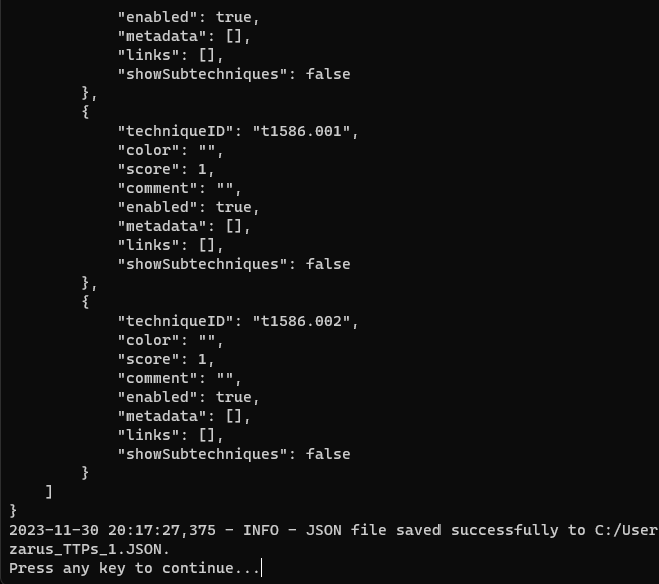 "enabled": true,
"metadata": [],
"links": [],
"showSubtechniques": false
},
{
"techniqueID": "t1586.001",
"color": "",
"score": 1,
"comment": "",
"enabled": true,
"metadata": [],
"links": [],
"showSubtechniques": false
},
{
"techniqueID": "t1586.002",
"color": "",
"score": 1,
"comment": "",
"enabled": true,
"metadata": [],
"links": [],
"showSubtechniques": false
}
]
}
2023-11-30 20:17:27,375 - INFO - JSON file saved successfully to C:/User
zarus_TTPs_1.JSON.
Press any key to continue...